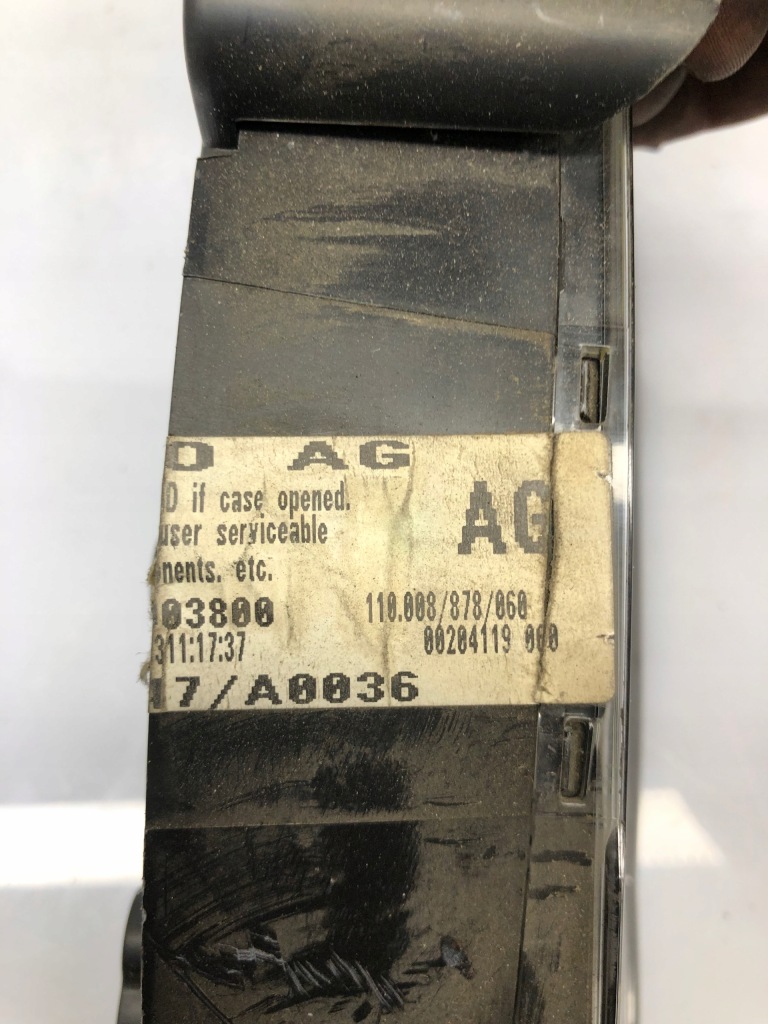 D AG
D if case opened.
user serviceable
AG
nents. etc.
03800
110.008/878/060
311:17:37
00204119 000
17/A0036